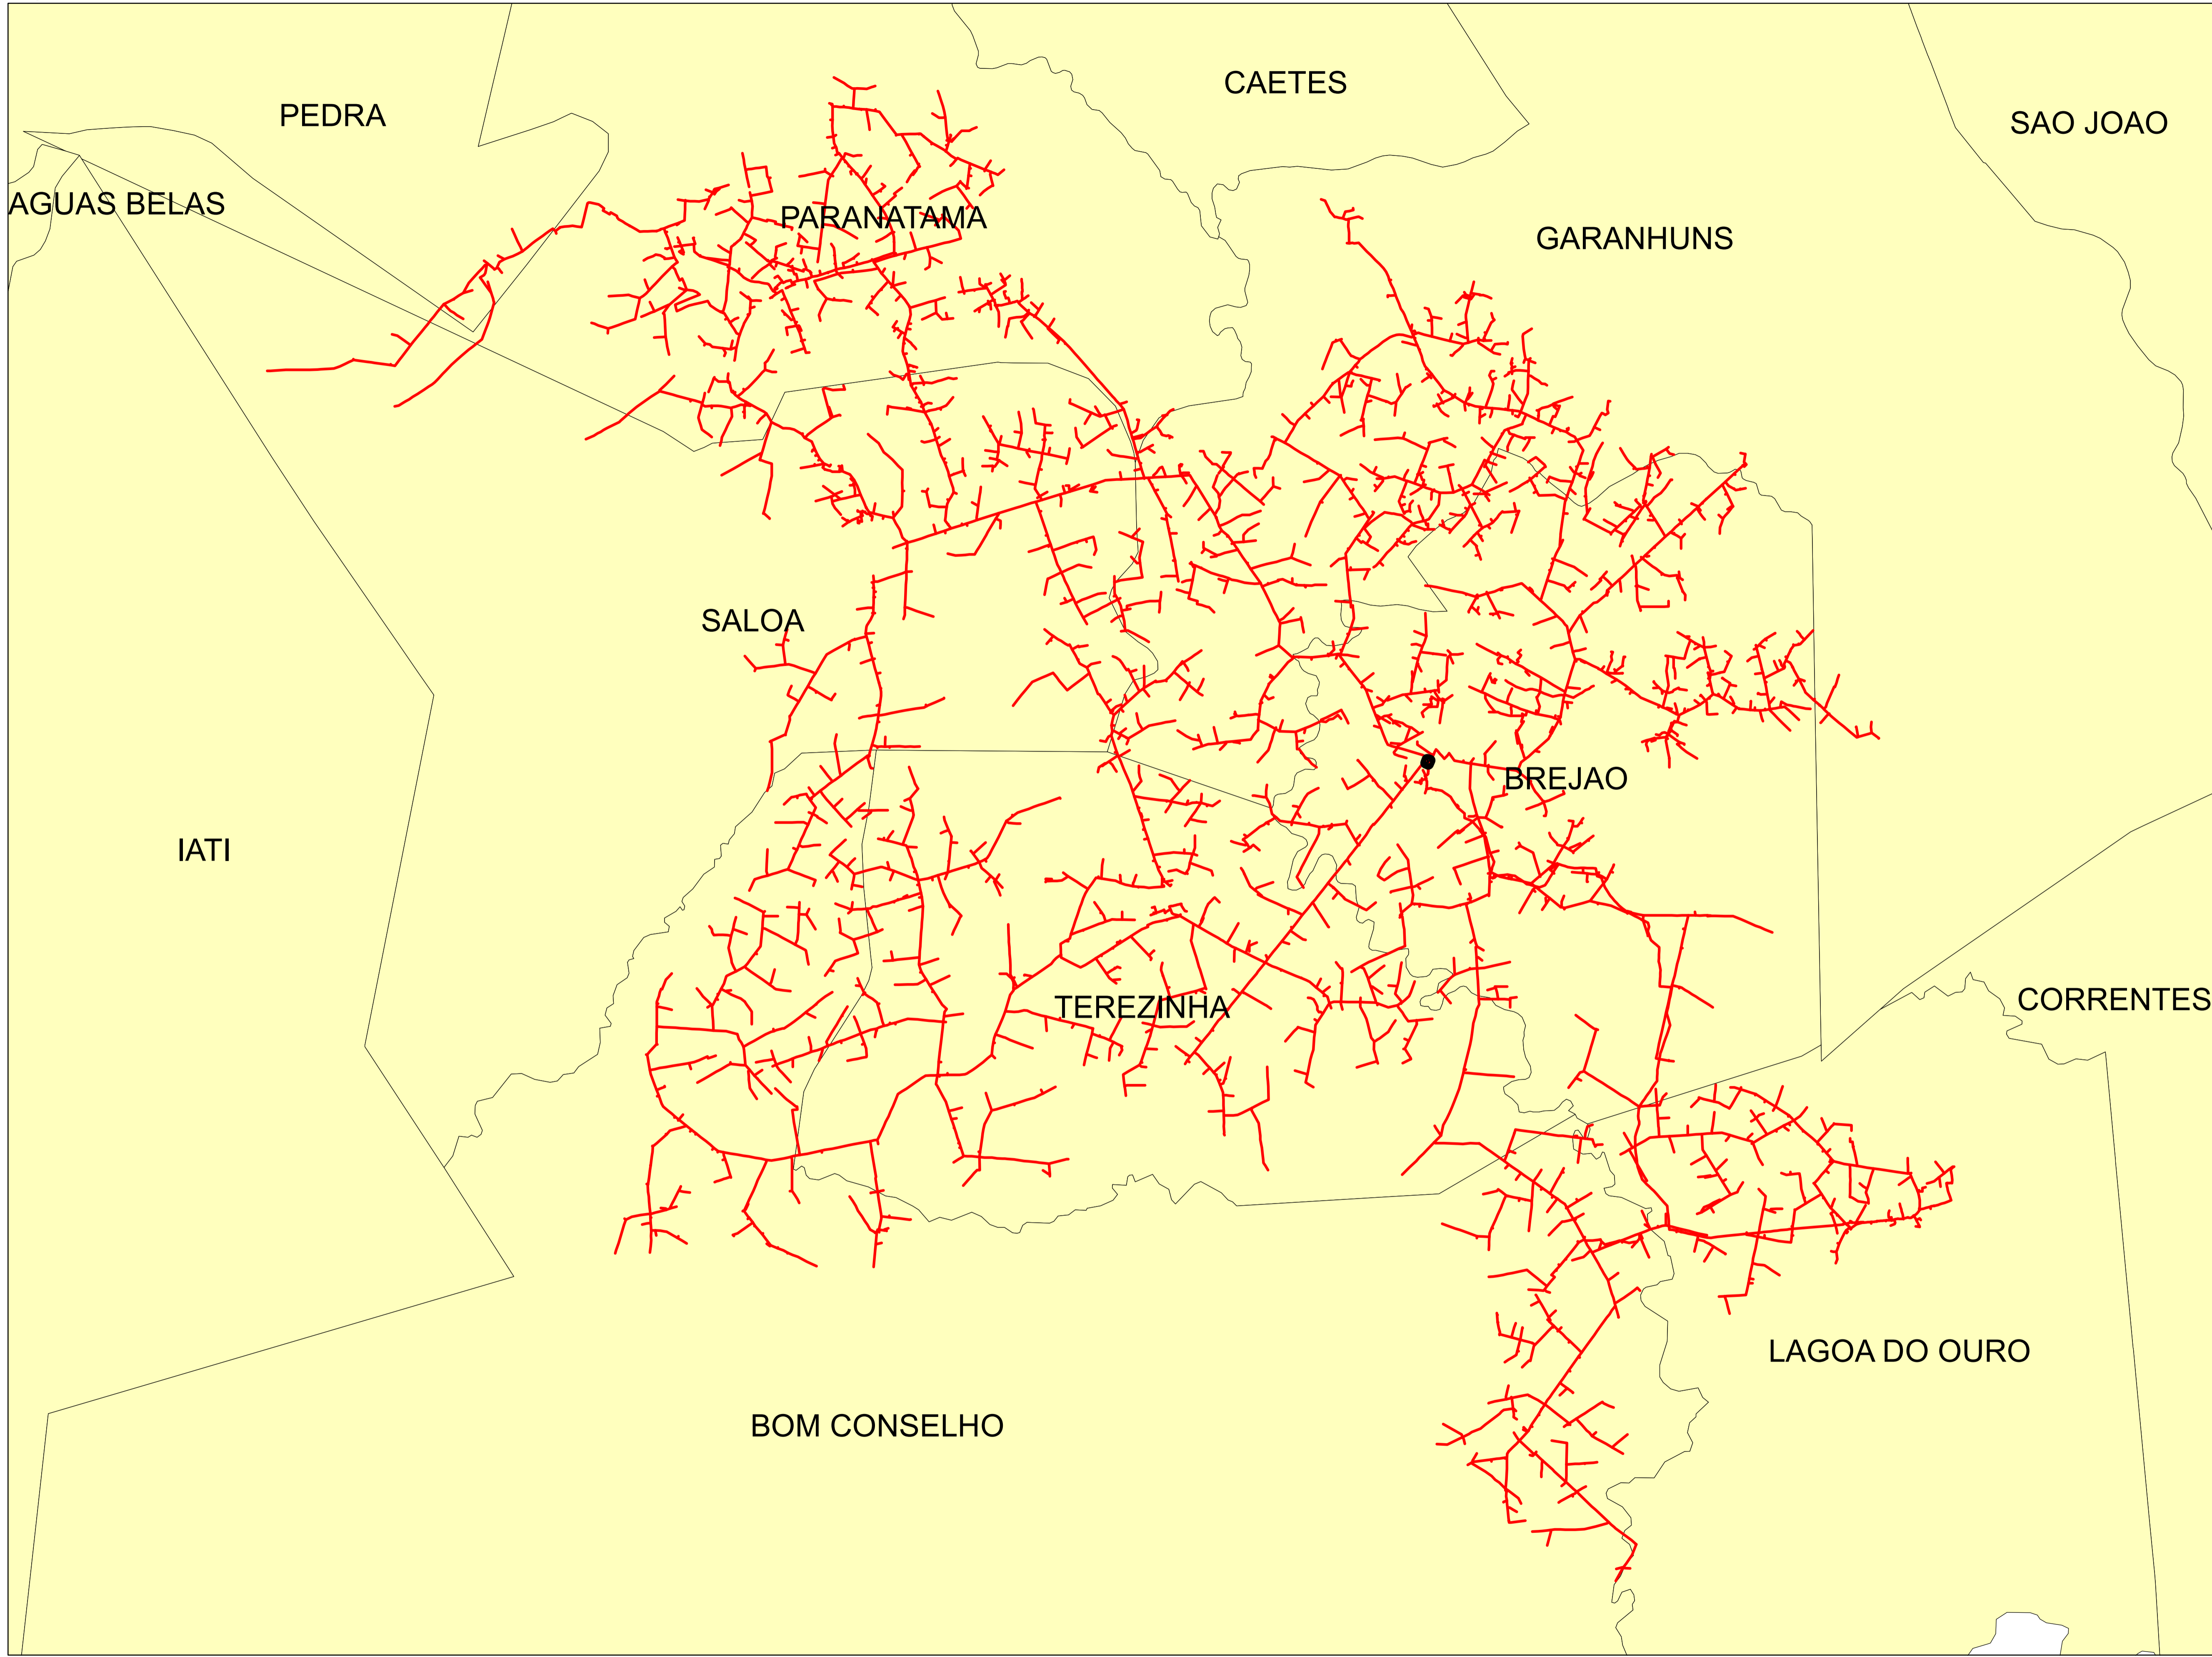 CAETES
PEDRA
SAO JOAO
AGUAS BELAS
PARANATAMA
GARANHUNS
SALOA
BREJAO
IATI
TEREZINHA
CORRENTES
LAGOA DO OURO
BOM CONSELHO